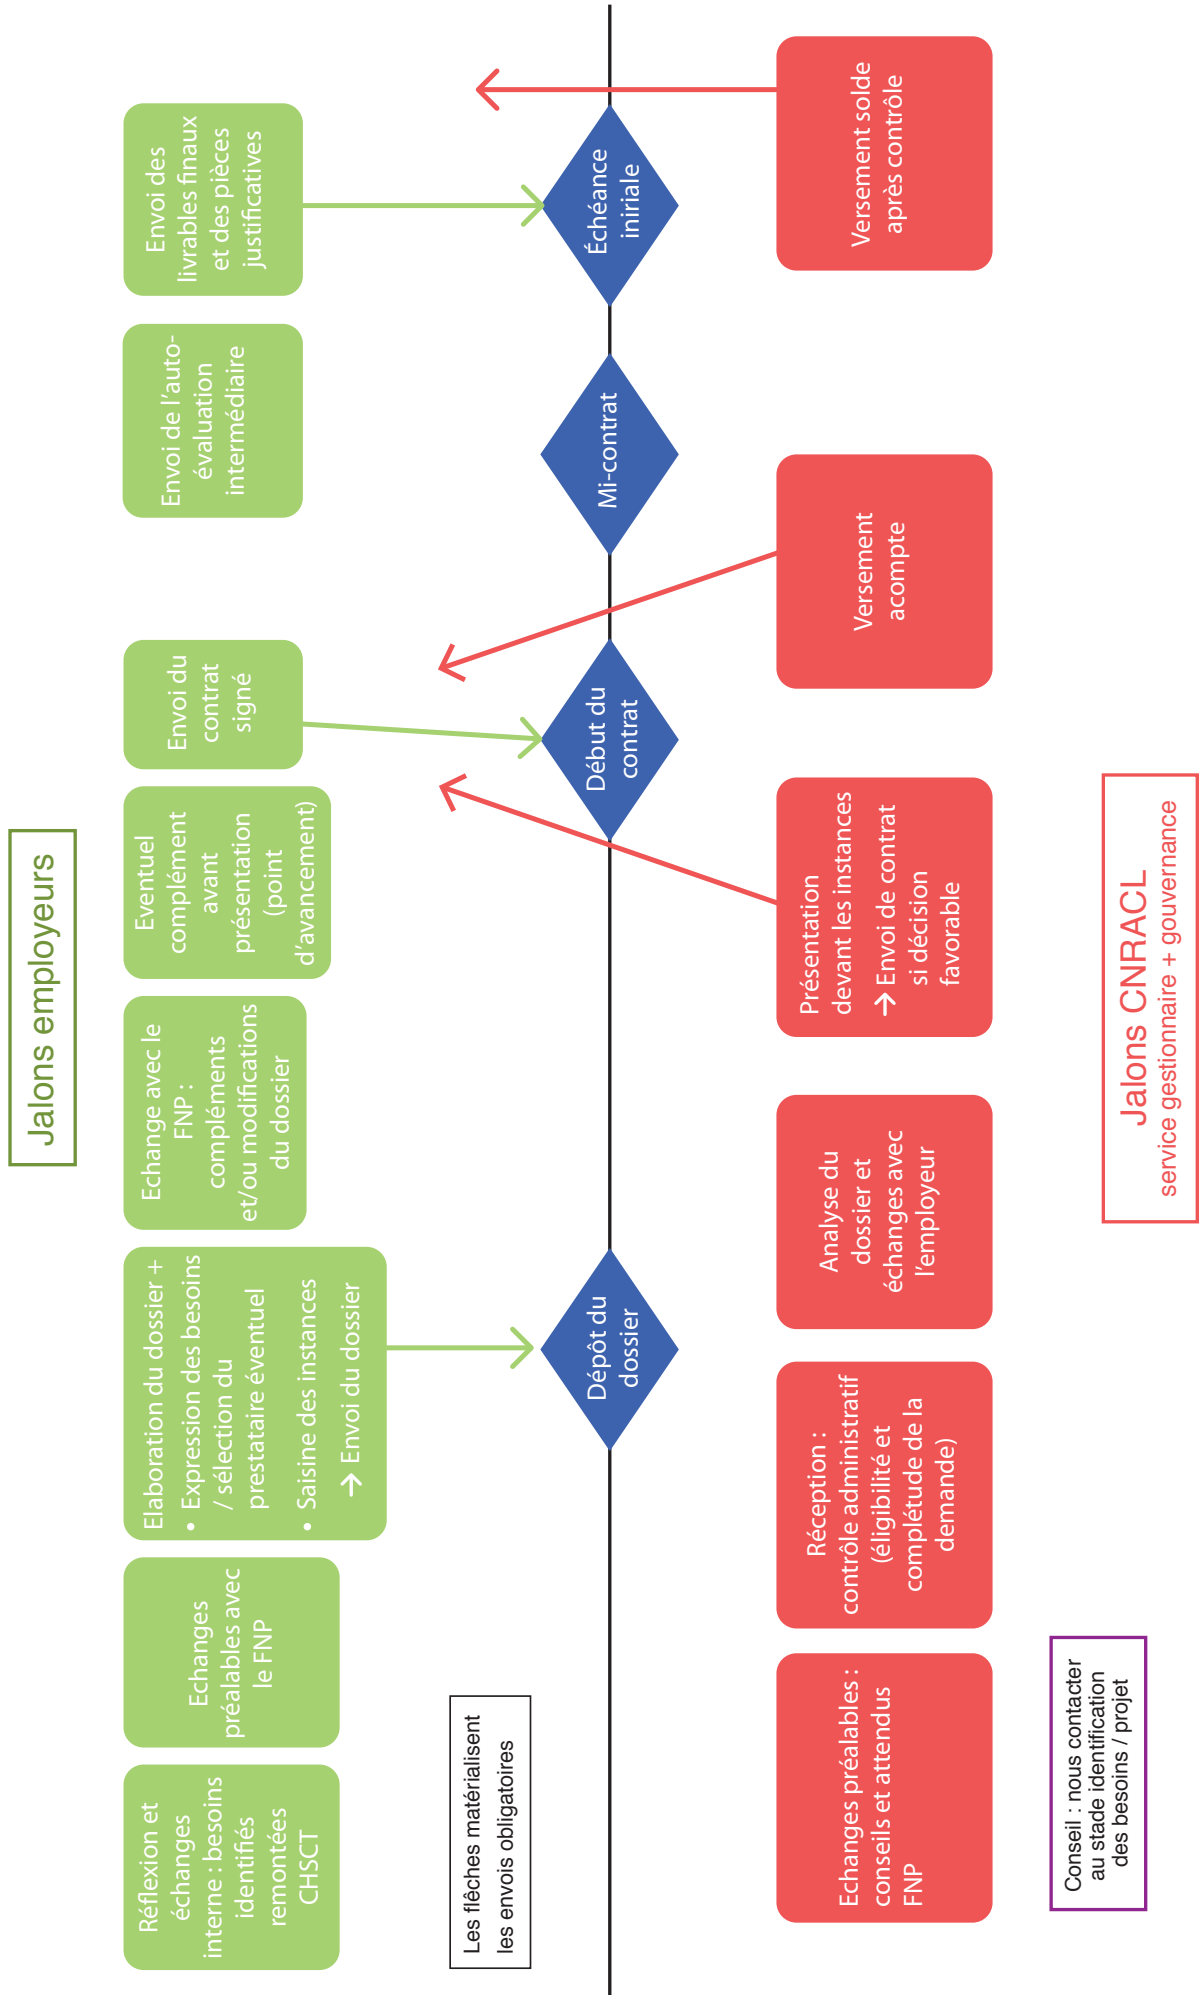 Jalons employeurs
Réflexion et
échanges
interne : besoins
identifiés
remontées
CHSCT
Echanges
préalables avec
le FNP
Elaboration du dossier +
• Expression des besoins
/ sélection du
prestataire éventuel
• Saisine des instances
→ Envoi du dossier
Echange avec le
FNP :
compléments
et/ou modifications
du dossier
Eventuel
complément
avant
présentation
(point
d'avancement)
Envoi du
contrat
signé
Envoi de l'auto-
évaluation
intermédiaire
Envoi des
livrables finaux
et des pièces
justificatives
Les flêches matérialisent
les envois obligatoires
Dépôt du
dossier
Début du
contrat
Mi-contrat
Échéance
iniriale
Echanges préalables :
conseils et attendus
FNP
Réception :
contrôle administratif
(éligibilité et
complétude de la
demande)
Analyse du
dossier et
échanges avec
l'employeur
Présentation
devant les instances
→ Envoi de contrat
si décision
favorable
Versement
acompte
Versement solde
après contrôle
Conseil : nous contacter
au stade identification
des besoins / projet
Jalons CNRACL
service gestionnaire + gouvernance